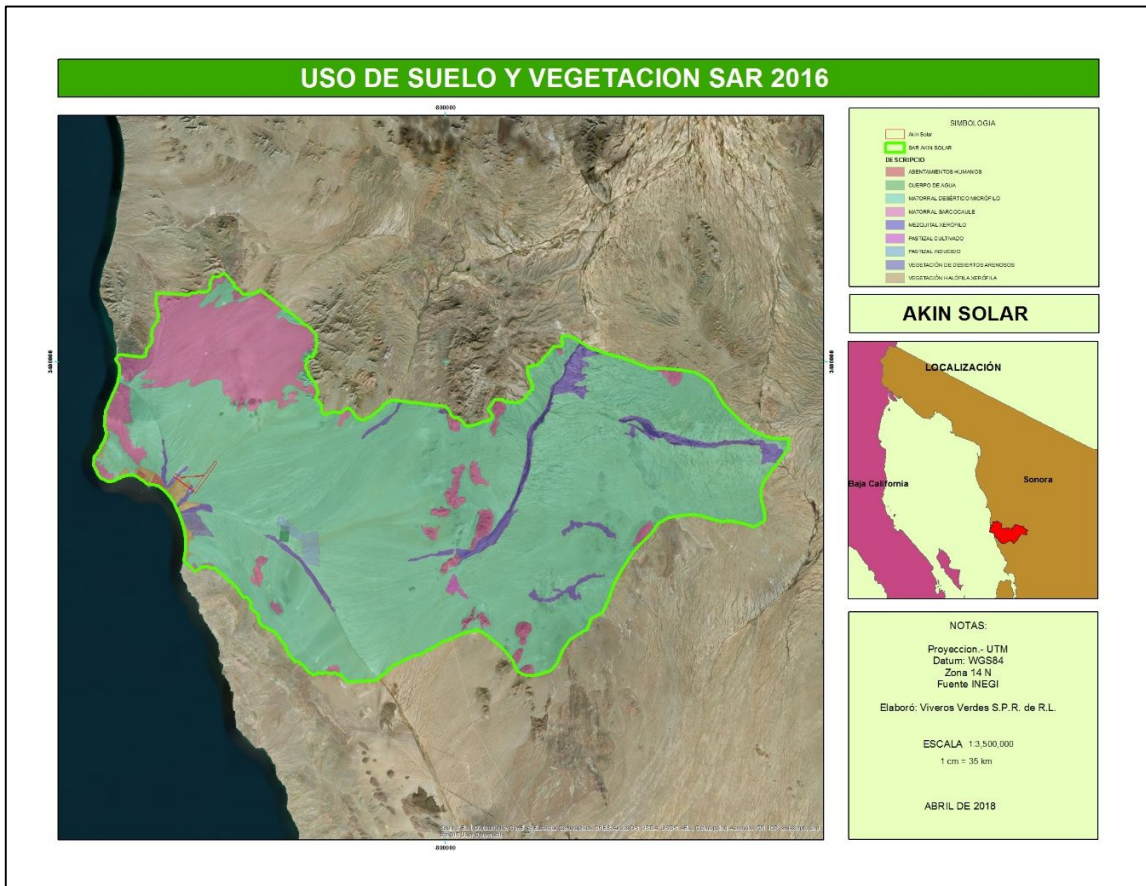 USO DE SUELO Y VEGETACION SAR 2016
800000
SIMBOLOGIA
Akin Solar
SAR AKIN SOLAR
DESCRIPCIO
ASENTAMIENTOS HUMANOS
CUERPO DE AGUA
MATORRAL DESÉRTICO MICRÓFILO
MATORRAL SARCOCAULE
MEZQUITAL XERÓFILO
PASTIZAL CULTIVADO
PASTIZAL INDUCIDO
VEGETACIÓN DE DESIERTOS ARENOSOS
VEGETACIÓN HALÓFILA XERÓFILA
AKIN SOLAR
LOCALIZACIÓN
Sonora
Baja California
NOTAS:
Proyeccion.- UTM
Datum: WGS84
Zona 14 N
Fuente INEGI
Elaboró: Viveros Verdes S.P.R. de R.L.
ESCALA 1:3,500,000
1 cm = 35 km
ABRIL DE 2018
800000